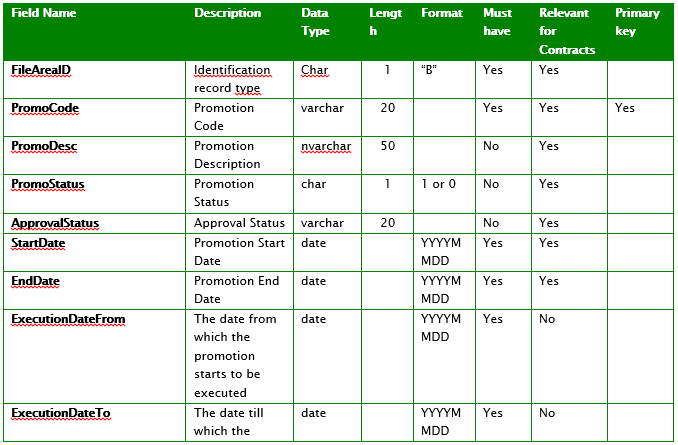 Field Name Description Data Type Lengt h Format Must have Relevant for Contracts Primary key
FileAreaID Identification record type Char 1 “B” Yes Yes
PromoCode Promotion Code varchar 20 Yes Yes Yes
PromoDesc Promotion Description nvarchar 50 No Yes
PromoStatus Promotion Status char 1 1 or 0 No Yes
ApprovalStatus Approval Status varchar 20 No Yes
StartDate Promotion Start Date date YYYYM MDD Yes Yes
EndDate Promotion End Date date YYYYM MDD Yes Yes
ExecutionDateFrom The date from which the promotion starts to be executed date YYYYM MDD Yes No
ExecutionDateTo The date till which the date YYYYM MDD Yes No